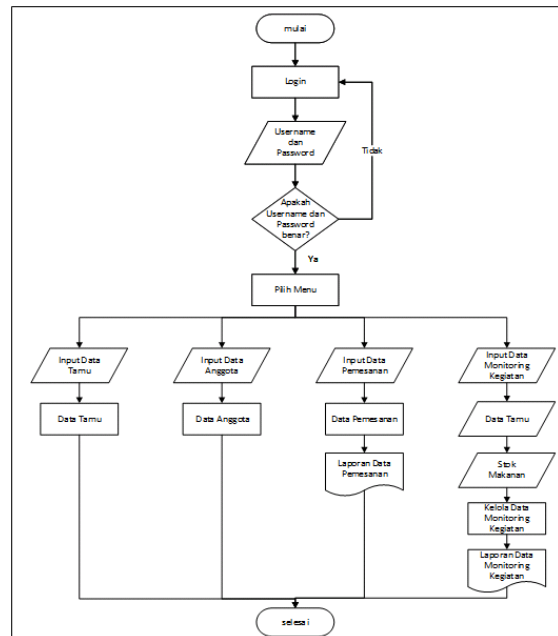 mulai
Login
Username
dan
Password
Tidak
Apakah
Username dan
Password
benar?
Ya
Pilih Menu
Input Data
Tamu
Input Data
Anggota
Input Data
Pemesanan
Input Data
Monitoring
Kegiatan
Data Tamu
Data Anggota
Data Pemesanan
Data Tamu
Laporan Data
Pemesanan
Stok
Makanan
Kelola Data
Monitoring
Kegiatan
Laporan Data
Monitoring
Kegiatan
selesai